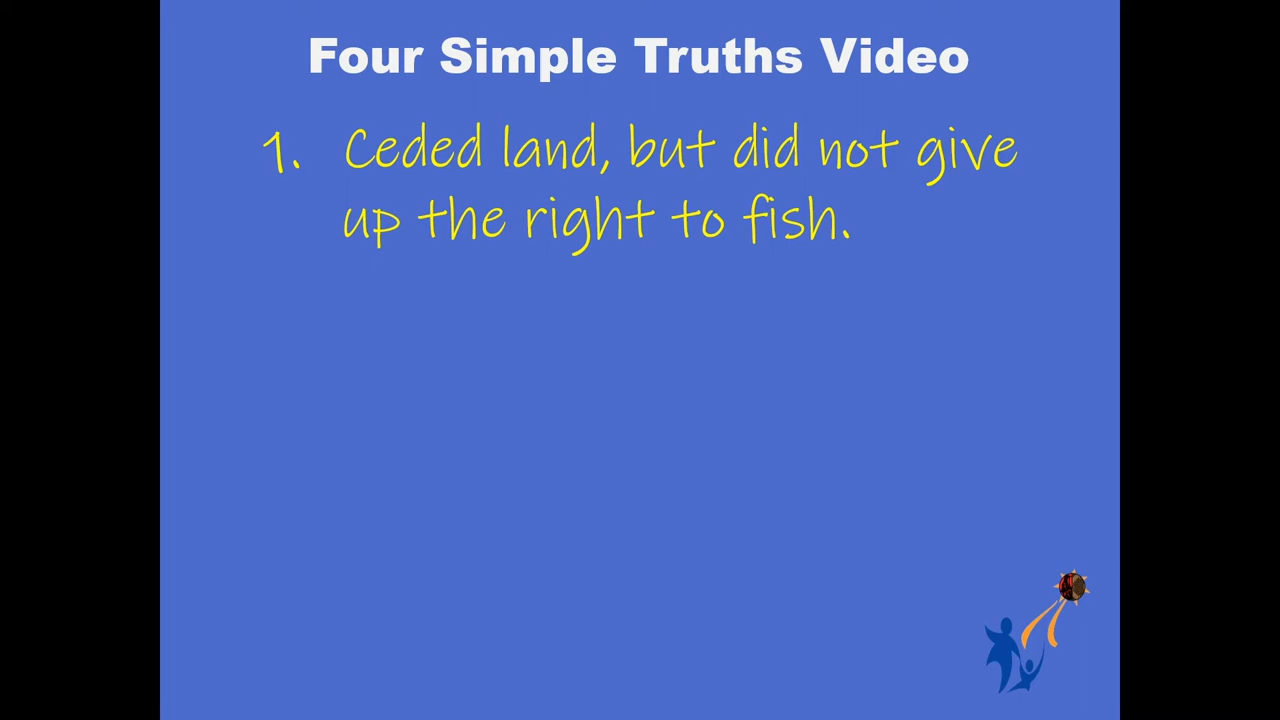 Four Simple Truths Video
1. Ceded land, but did not give
up the right to fish.